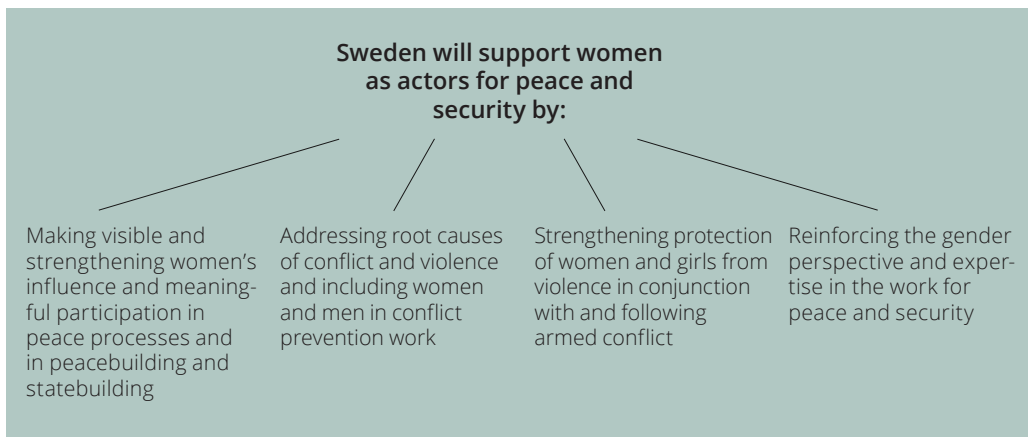 Sweden will support women
as actors for peace and
security by:
Making visible and
strengthening women's
influence and meaning-
ful participation in
peace processes and
in peacebuilding and
statebuilding
Addressing root causes
of conflict and violence
and including women
and men in conflict
prevention work
Strengthening protection
of women and girls from
violence in conjunction
with and following
armed conflict
Reinforcing the gender
perspective and exper-
tise in the work for
peace and security